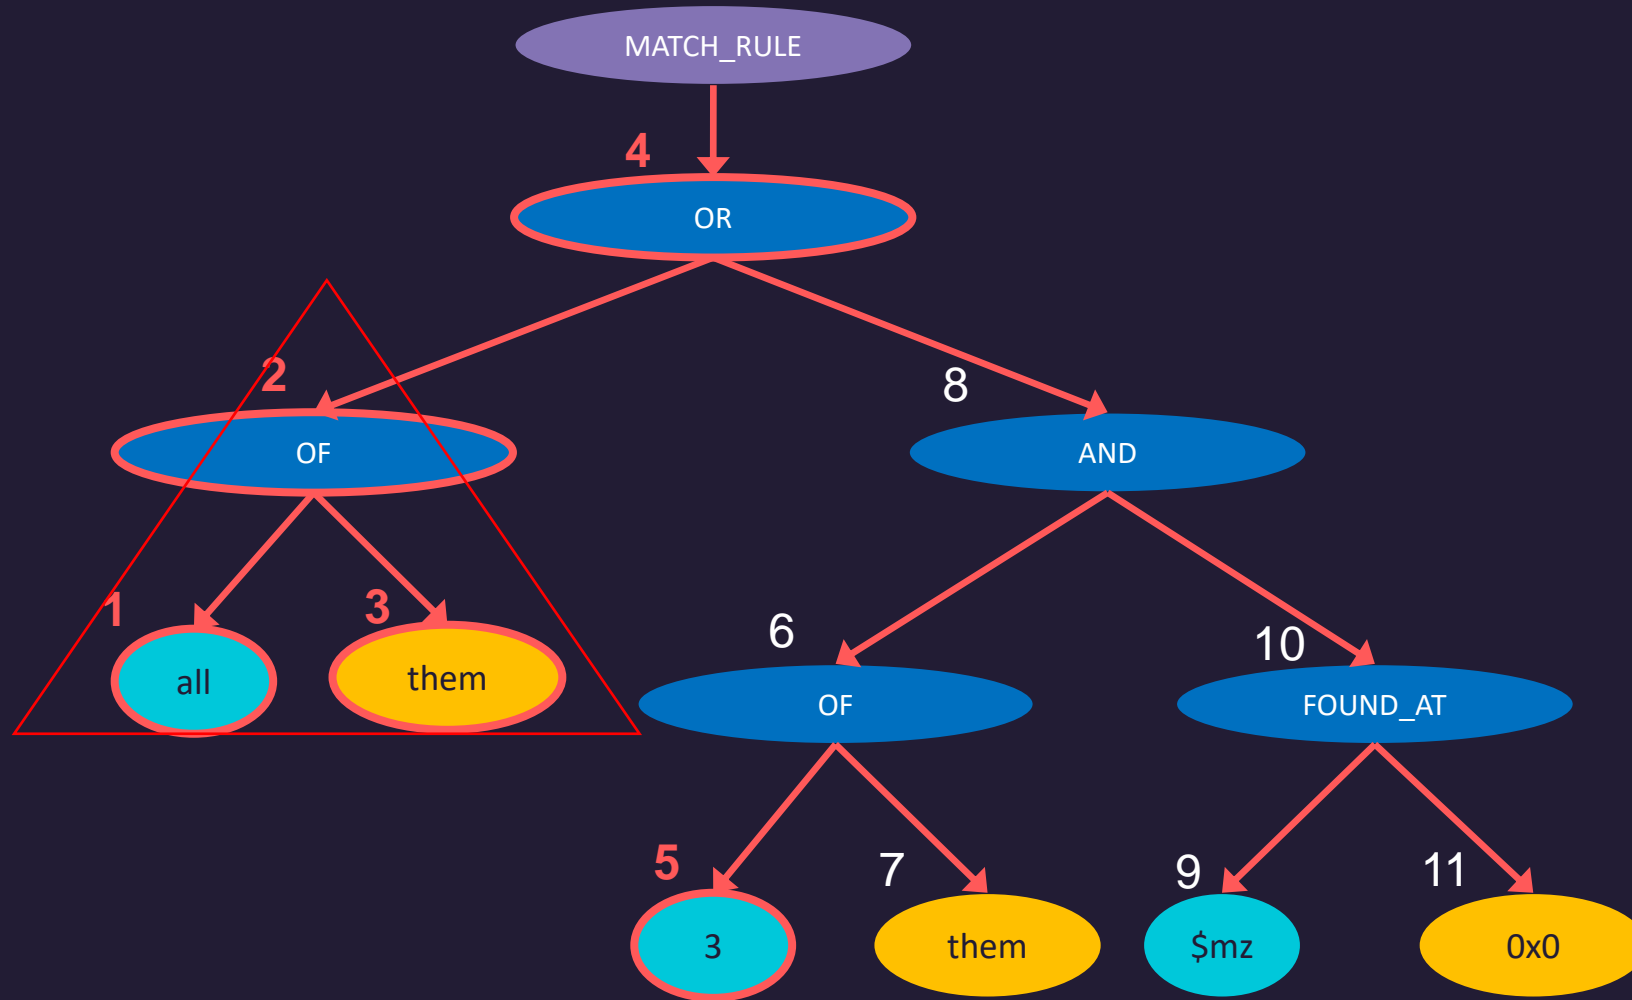 MATCH_RULE
4
OR
2
8
OF
AND
1
3
all
them
6
10
OF
FOUND_AT
5
7
9
11
3
them
$mz
0x0